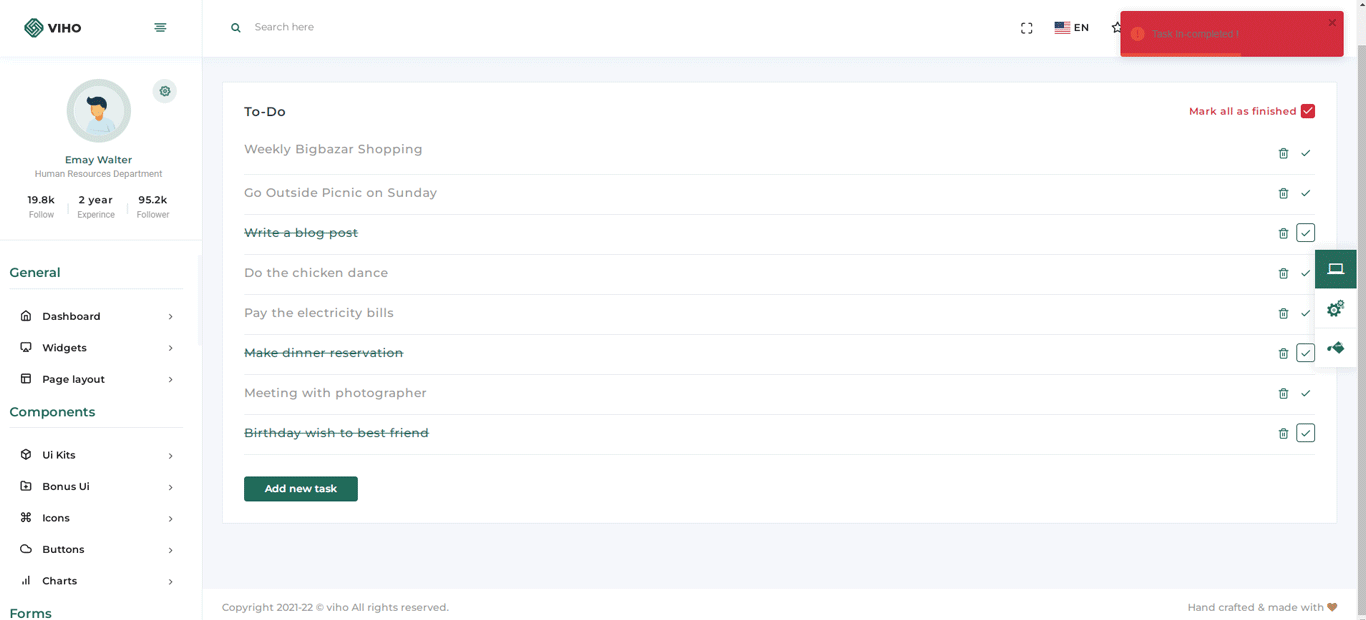 VIHO
Search here
EN
Task In-completed !
Emay Walter
Human Resources Department
19.8k
Follow
2 year
Experince
95.2k
Follower
General
Dashboard
Widgets
Page layout
Components
Ui Kits
Bonus Ui
Icons
Buttons
Charts
Forms
To-Do
Mark all as finished
Weekly Bigbazar Shopping
Go Outside Picnic on Sunday
Write a blog post
Do the chicken dance
Pay the electricity bills
Make dinner reservation
Meeting with photographer
Birthday wish to best friend
Add new task
Copyright 2021-22 © viho All rights reserved.
Hand crafted & made with